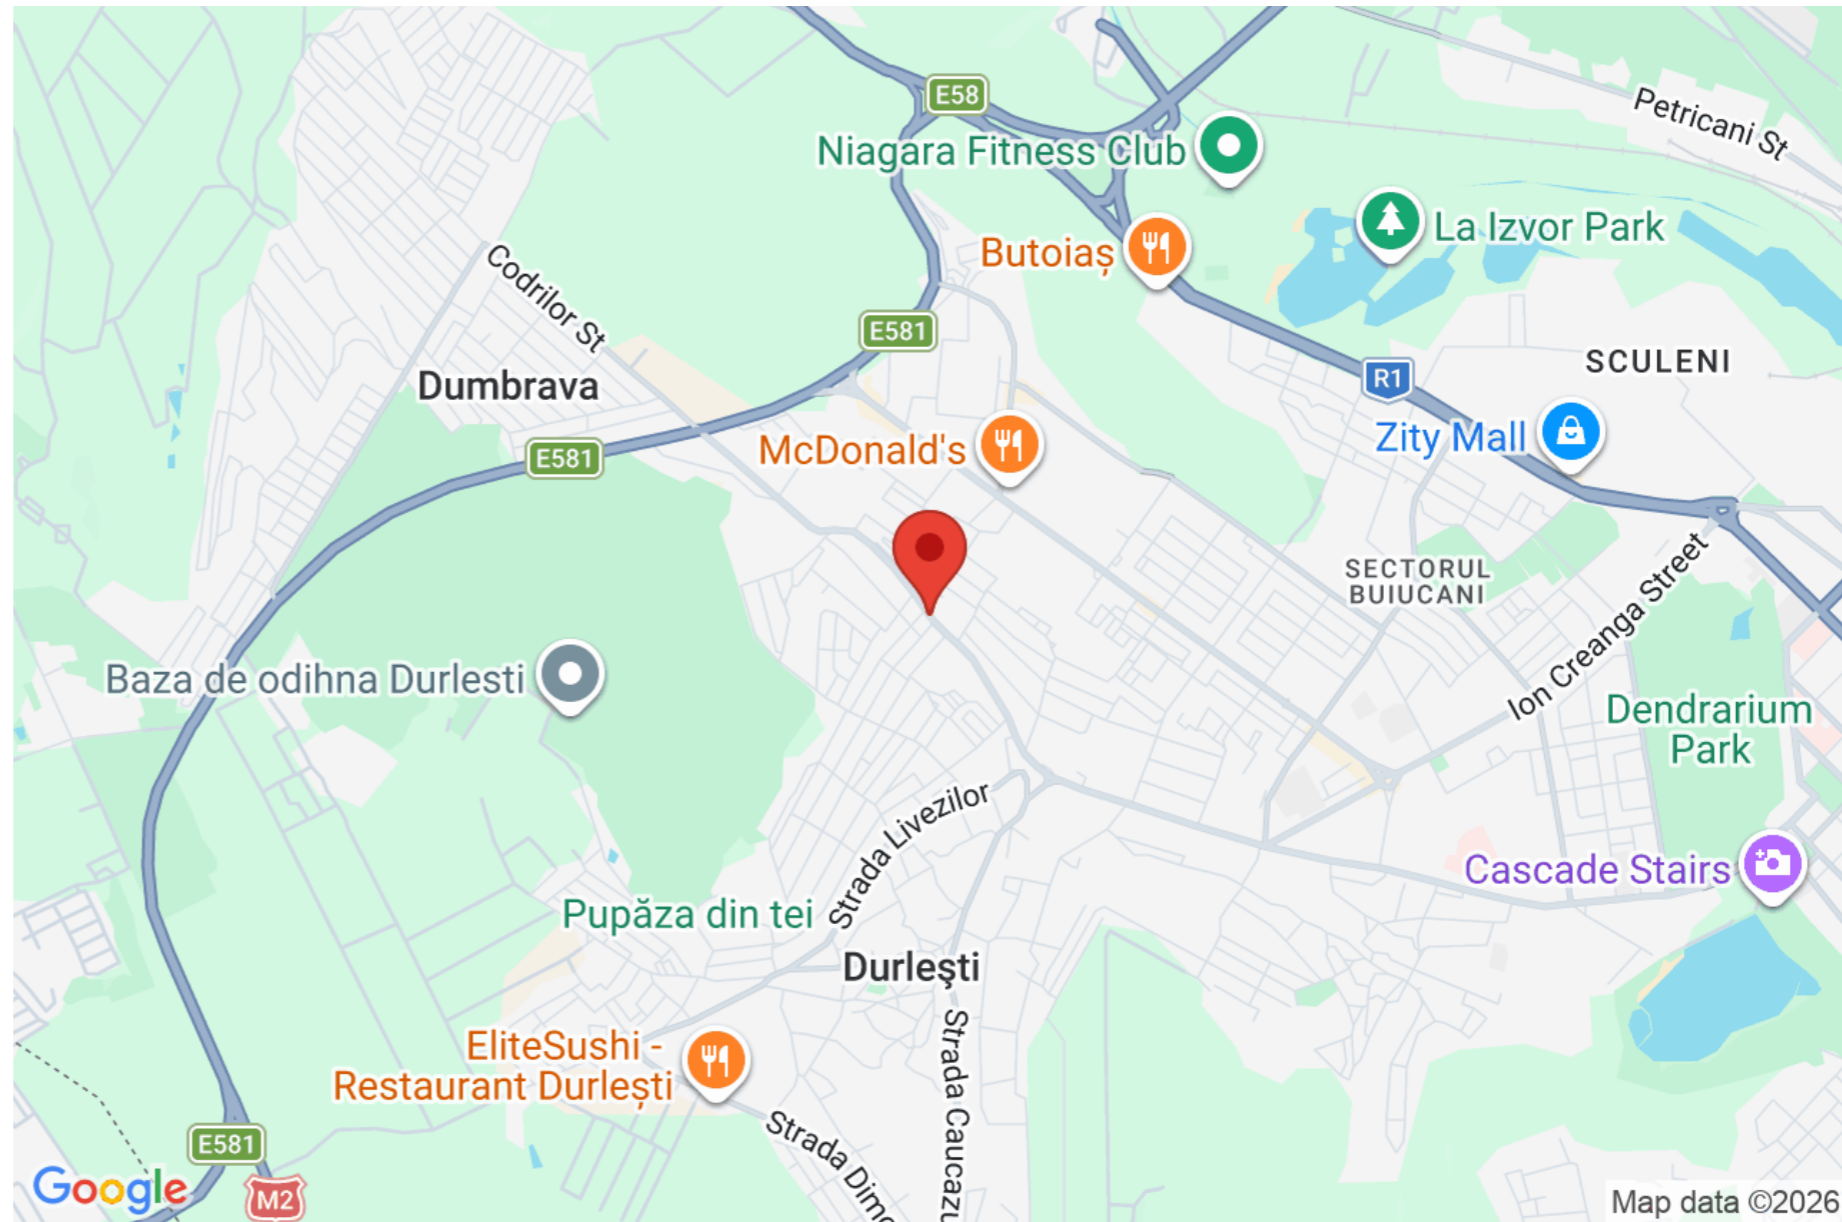 E58
Petricani St
Niagara Fitness Club
La Izvor Park
Codrilor St
Butoiaș
E581
SCULENI
Dumbrava
R1
Zity Mall
McDonald's
E581
SECTORUL
BUIUCANI
Ion Creanga Street
Baza de odihna Durlesti
Dendrarium
Park
Strada Livezilor
Cascade Stairs
Pupăza din tei
Durleşti
EliteSushi -
Restaurant Durlești
Strada Caucazu
Strada Dimo
E581
M2
Google
Map data ©2026